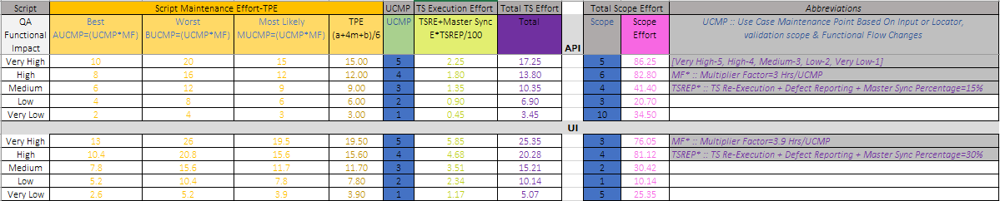 Script Script Maintenance Effort-TPE UCMP TS Execution Effort Total TS Effort Total Scope Effort Abbreviations
QA Functional Impact Best AUCMP=(UCMP*MF) Worst BUCMP=(UCMP*MF) Most Likely MUCMP=(UCMP*MF) TPE (a+4m+b)/6 UCMP TSRE+Master Sync E*TSREP/100 Total API Scope Scope Effort UCMP :: Use Case Maintenance Point Based On Input or Locator, validation scope & Functional Flow Changes
Very High 10 20 15 15.00 5 2.25 17.25 5 86.25 [Very High-5, High-4, Medium-3, Low-2, Very Low-1]
High 8 16 12 12.00 4 1.80 13.80 6 82.80 MF* :: Multiplier Factor=3 Hrs/UCMP
Medium 6 12 9 9.00 3 1.35 10.35 4 41.40 TSREP* :: TS Re-Execution + Defect Reporting + Master Sync Percentage=15%
Low 4 8 6 6.00 2 0.90 6.90 3 20.70
Very Low 2 4 3 3.00 1 0.45 3.45 10 34.50
UI
Very High 13 26 19.5 19.50 5 5.85 25.35 3 76.05 MF* :: Multiplier Factor=3.9 Hrs/UCMP
High 10.4 20.8 15.6 15.60 4 4.68 20.28 4 81.12 TSREP* :: TS Re-Execution + Defect Reporting + Master Sync Percentage=30%
Medium 7.8 15.6 11.7 11.70 3 3.51 15.21 2 30.42
Low 5.2 10.4 7.8 7.80 2 2.34 10.14 1 10.14
Very Low 2.6 5.2 3.9 3.90 1 1.17 5.07 5 25.35